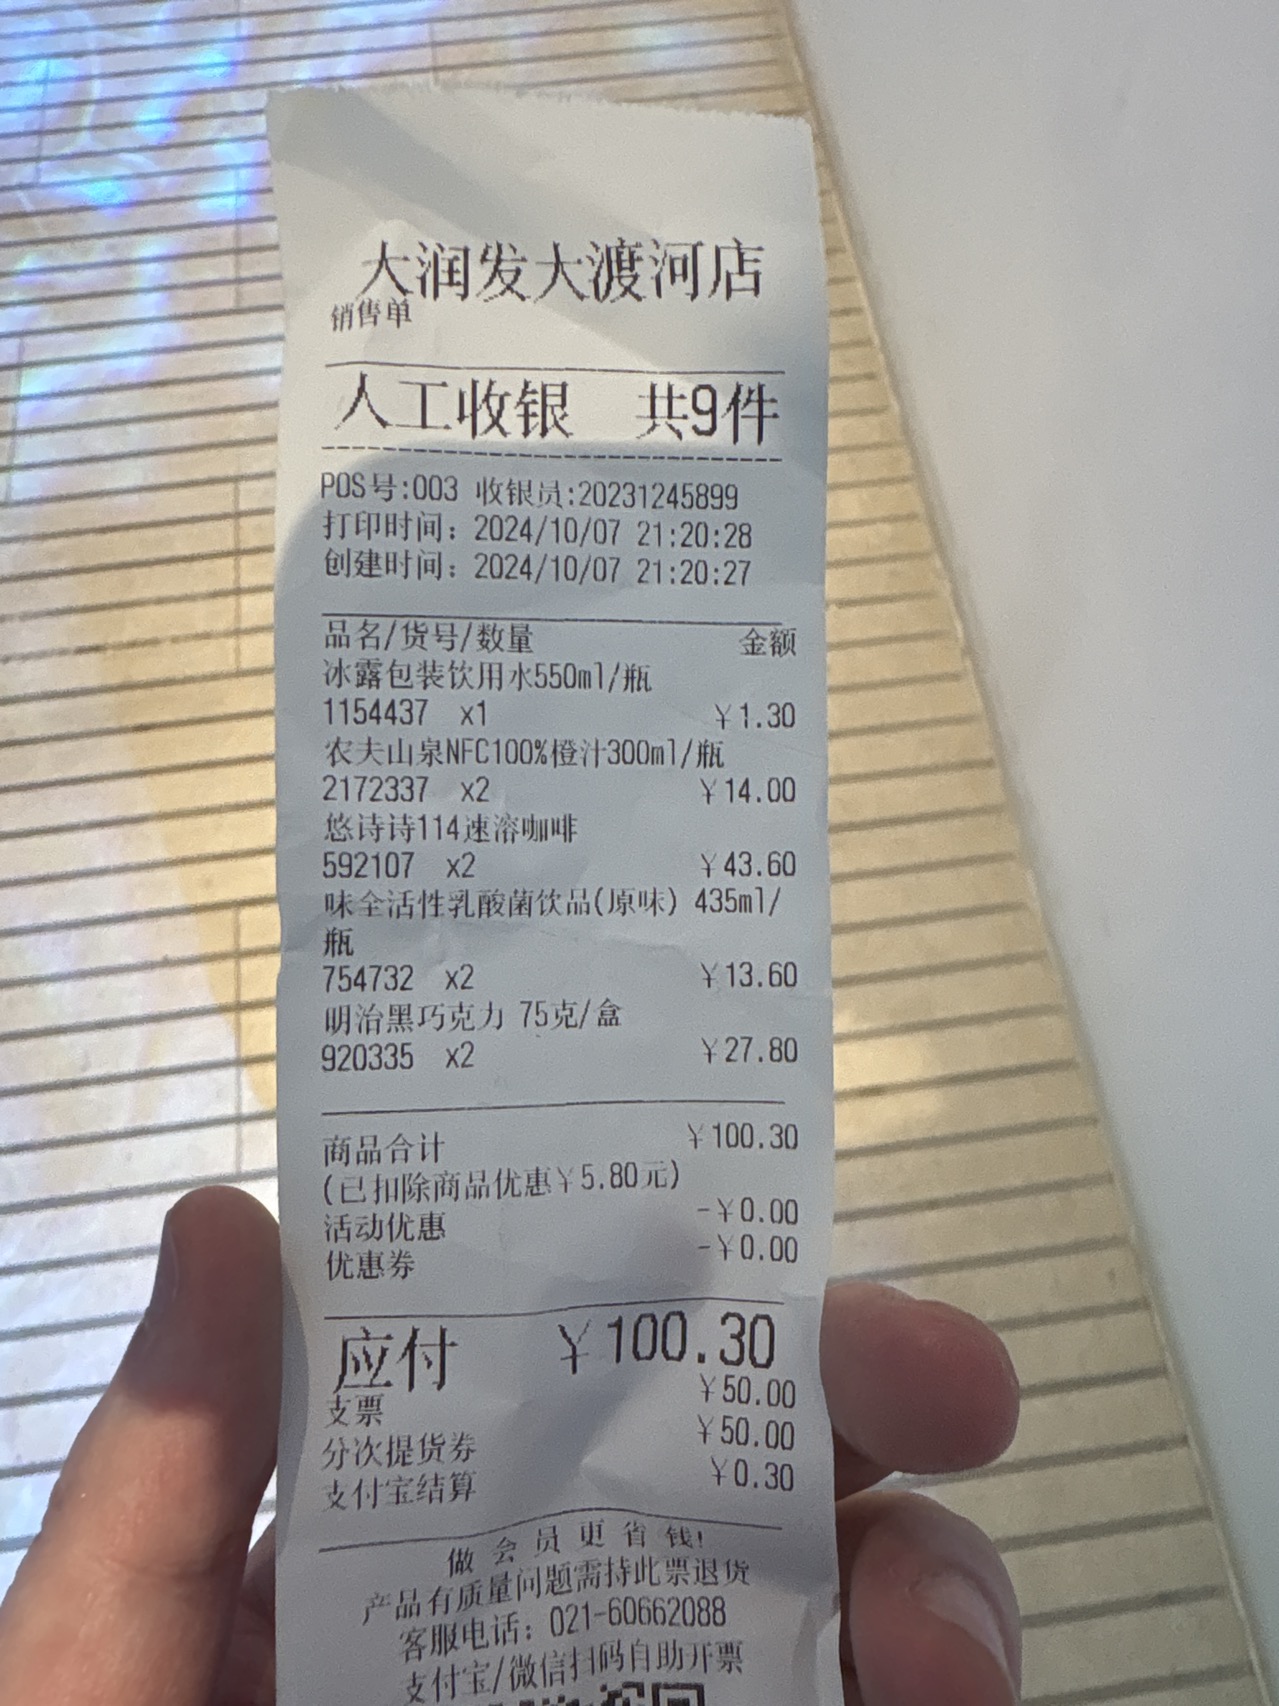 大润发大渡河店
销售单
人工收银 共9件
POS号:003 收银员:20231245899
打印时间: 2024/10/07 21:20:28
创建时间: 2024/10/07 21:20:27
品名/货号/数量 金额
冰露包装饮用水550ml/瓶
1154437 x1 ￥1.30
农夫山泉NFC100%橙汁300ml/瓶
2172337 x2 ￥14.00
悠诗诗114速溶咖啡
592107 x2 ￥43.60
味全活性乳酸菌饮品(原味) 435ml/
瓶
754732 x2 ￥13.60
明治黑巧克力 75克/盒
920335 x2 ￥27.80
商品合计 ￥100.30
(已扣除商品优惠￥5.80元)
活动优惠 -￥0.00
优惠券 -￥0.00
应付 ￥100.30
支票 ￥50.00
分次提货券 ￥50.00
支付宝结算 ￥0.30
做 会 员 更 省 钱!
产品有质量问题需持此票退货
客服电话: 021-60662088
支付宝/微信扫码自助开票